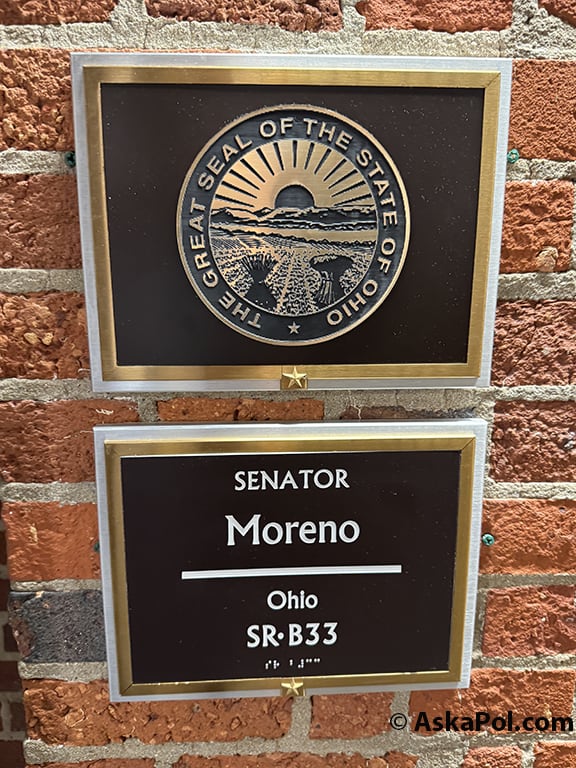 THE GREAT SEAL OF THE STATE OF OHIO
SENATOR
Moreno
Ohio
SR·B33
⠎⠗ ⠃⠼⠉⠉
© AskaPol.com